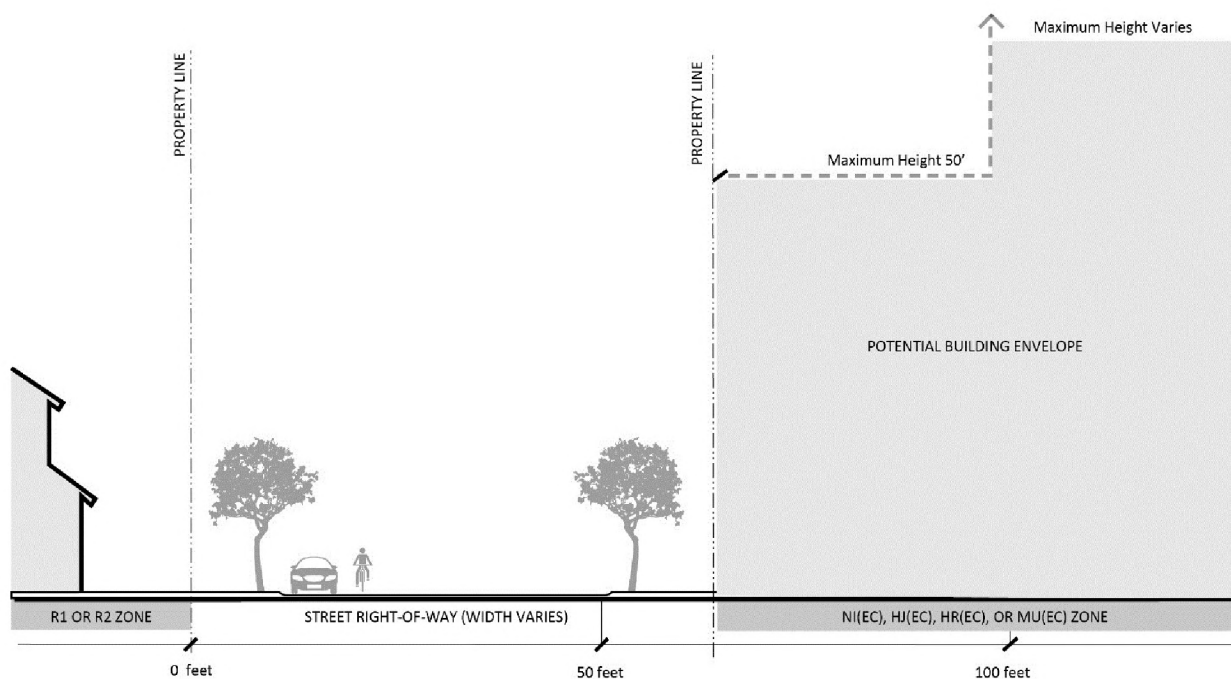 Maximum Height Varies
PROPERTY LINE
PROPERTY LINE
Maximum Height 50'
POTENTIAL BUILDING ENVELOPE
R1 OR R2 ZONE
STREET RIGHT-OF-WAY (WIDTH VARIES)
NI(EC), HJ(EC), HR(EC), OR MU(EC) ZONE
0 feet
50 feet
100 feet